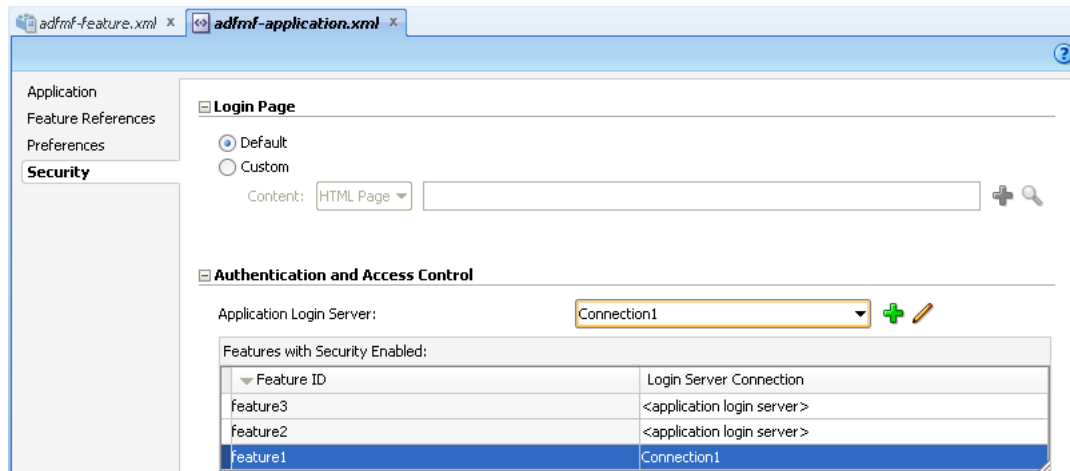 adfmf-feature.xml x adfmf-application.xml x
?
Application
Feature References
Preferences
Security
Login Page
Default
Custom
Content: HTML Page
Authentication and Access Control
Application Login Server: Connection1
Features with Security Enabled:
Feature ID Login Server Connection
feature3 <application login server>
feature2 <application login server>
feature1 Connection1